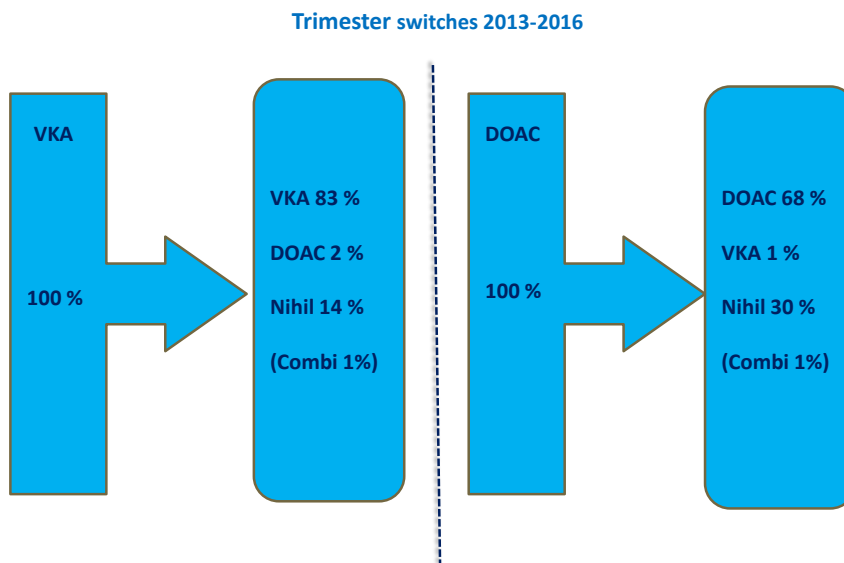 Trimester switches 2013-2016
VKA
100 %
VKA 83 %
DOAC 2 %
Nihil 14 %
(Combi 1%)
DOAC
100 %
DOAC 68 %
VKA 1 %
Nihil 30 %
(Combi 1%)